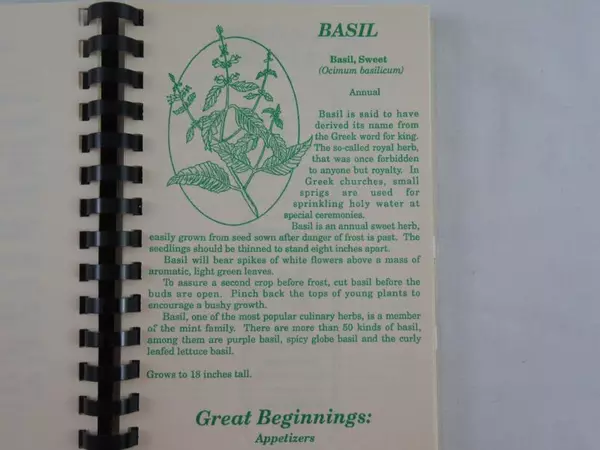 BASIL
Basil, Sweet
(Ocimum basilicum)
Annual
Basil is said to have
derived its name from
the Greek word for king.
The so-called royal herb,
that was once forbidden
to anyone but royalty. In
Greek churches, small
sprigs are used for
sprinkling holy water at
special ceremonies.
Basil is an annual sweet herb,
easily grown from seed sown after danger of frost is past. The
seedlings should be thinned to stand eight inches apart.
Basil will bear spikes of white flowers above a mass of
aromatic, light green leaves.
To assure a second crop before frost, cut basil before the
buds are open. Pinch back the tops of young plants to
encourage a bushy growth.
Basil, one of the most popular culinary herbs, is a member
of the mint family. There are more than 50 kinds of basil,
among them are purple basil, spicy globe basil and the curly
leafed lettuce basil.
Grows to 18 inches tall.
Great Beginnings:
Appetizers